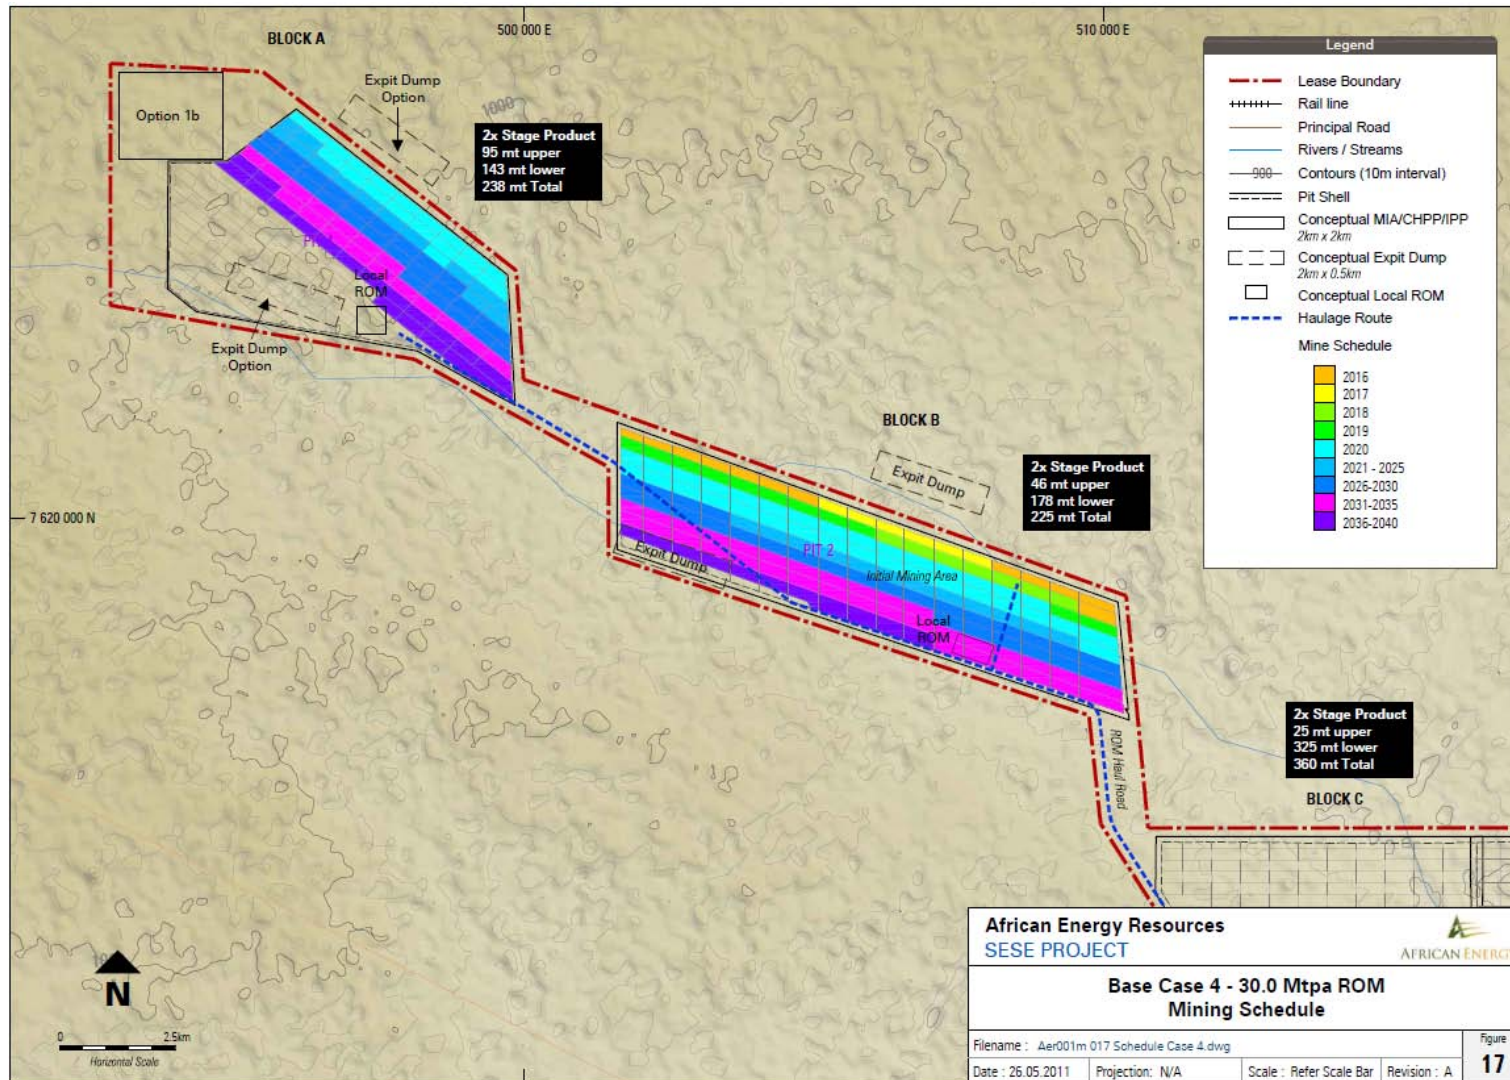 500 000 E
510 000 E
BLOCK A
Option 1b
Expit Dump
Option
1000
2x Stage Product
95 mt upper
143 mt lower
238 mt Total
Local
ROM
Expit Dump
Option
7 620 000 N
BLOCK B
Expit Dump
2x Stage Product
46 mt upper
178 mt lower
225 mt Total
PIT 2
Initial Mining Area
Expit Dump
Local
ROM
ROM Haul Road
2x Stage Product
25 mt upper
325 mt lower
360 mt Total
BLOCK C
Legend
Lease Boundary
Rail line
Principal Road
Rivers / Streams
900 Contours (10m interval)
Pit Shell
Conceptual MIA/CHPP/IPP
2km x 2km
Conceptual Expit Dump
2km x 0.5km
Conceptual Local ROM
Haulage Route
Mine Schedule
2016
2017
2018
2019
2020
2021 - 2025
2026-2030
2031-2035
2036-2040
N
0 2.5km
Horizontal Scale
African Energy Resources
SESE PROJECT
AFRICAN ENERG
Base Case 4 - 30.0 Mtpa ROM
Mining Schedule
Filename : Aer001m 017 Schedule Case 4.dwg
Figure
17
Date : 26.05.2011 Projection: N/A Scale : Refer Scale Bar Revision : A